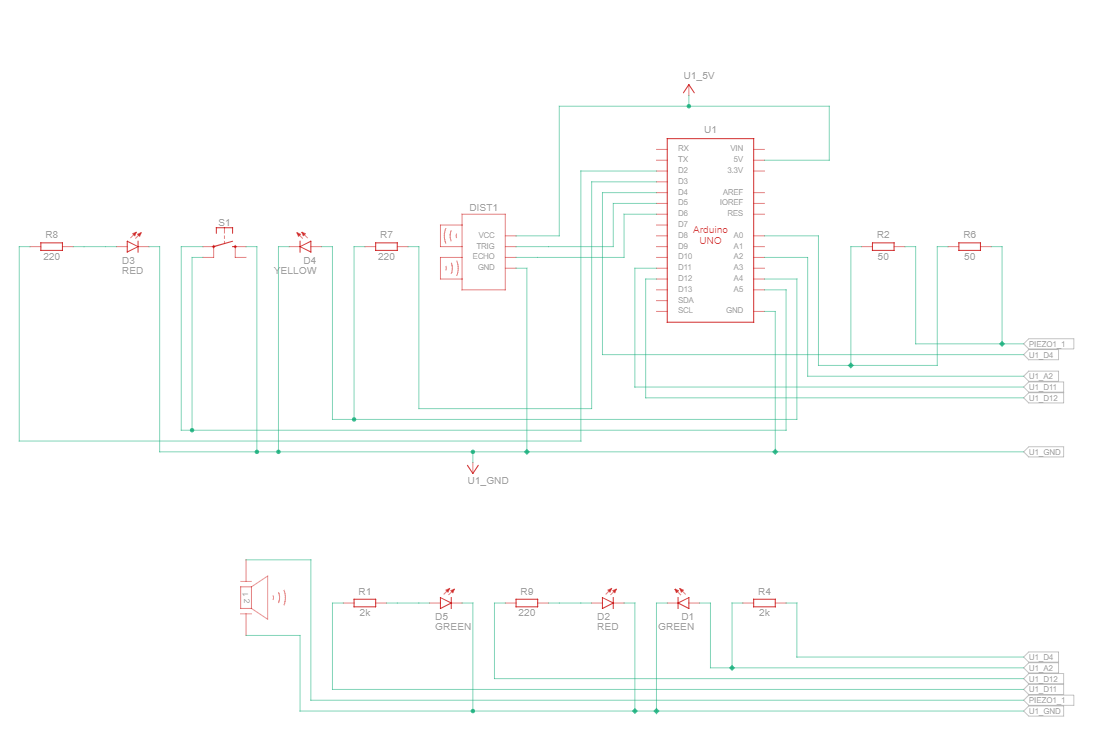 U1_5V
U1
RX VIN
TX 5V
D2 3.3V
D3
D4 AREF
D5 IOREF
D6 RES
D7
D8 A0
D9 A1
D10 A2
D11 A3
D12 A4
D13 A5
SDA
SCL GND
Arduino
UNO
DIST1
VCC
TRIG
ECHO
GND
R8
220
D3
RED
S1
D4
YELLOW
R7
220
R2
50
R6
50
PIEZO1_1
U1_D4
U1_A2
U1_D11
U1_D12
U1_GND
U1_GND
1 2
R1
2k
D5
GREEN
R9
220
D2
RED
D1
GREEN
R4
2k
U1_D4
U1_A2
U1_D12
U1_D11
PIEZO1_1
U1_GND